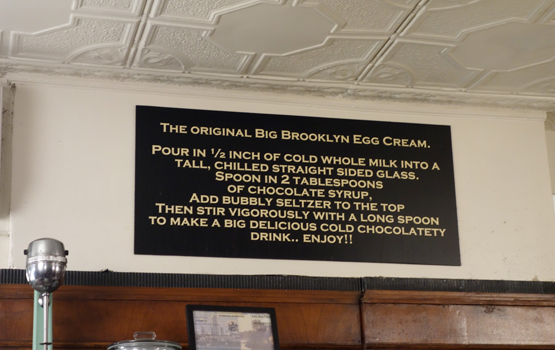 The original Big Brooklyn Egg Cream.
Pour in ½ inch of cold whole milk into a
tall, chilled straight sided glass.
Spoon in 2 tablespoons
of chocolate syrup,
Add bubbly seltzer to the top
Then stir vigorously with a long spoon
to make a big delicious cold chocolatety
drink.. enjoy!!